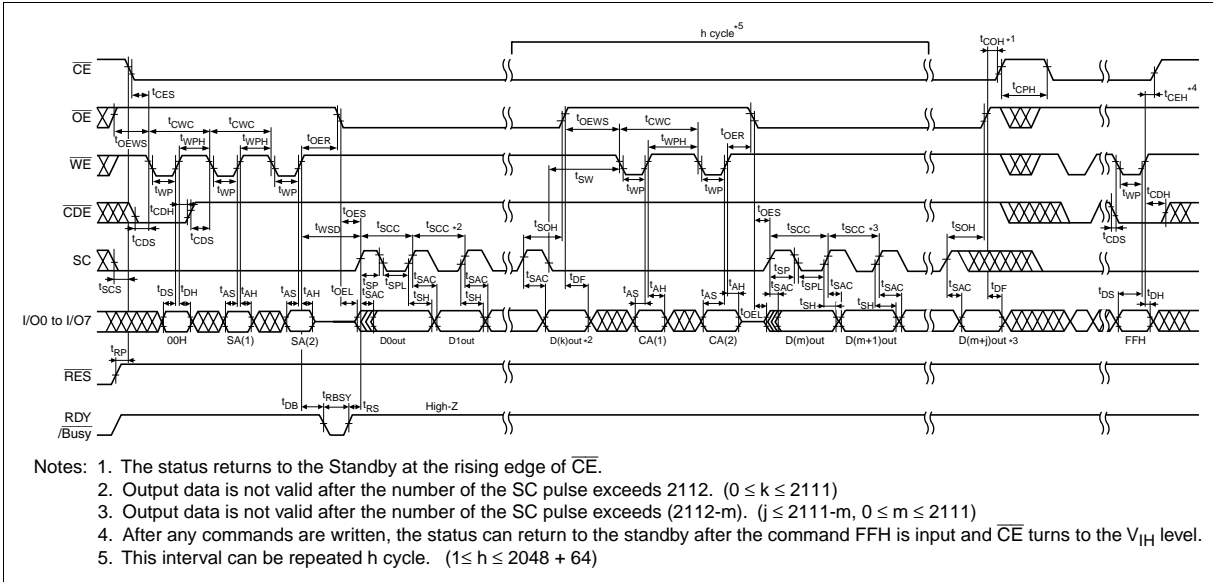 h cycle*5
tCOH*1
CE
tCES
tCPH
tCEH*4
OE
tOEWS
tCWC
tCWC
tWPH
tWPH
tOER
tOEWS
tCWC
tWPH
tOER
WE
tWP
tWP
tWP
tSW
tWP
tWP
tWP
tCDH
tCDH
CDE
tCDS
tCDS
tCDS
tOES
tWSD
tSCC
tSCC*2
tSOH
tOES
tSCC
tSCC*3
tSOH
SC
tSCS
tSP
tSPL
tSAC
tSAC
tSAC
tSAC
tDF
tSP
tSPL
tSAC
tSAC
tSAC
tSAC
tDF
tDS
tDH
tAS
tAH
tAS
tAH
tOEL
tSH
tSH
tAS
tAH
tAS
tAH
tOEL
tSH
tSH
tDS
tDH
I/O0 to I/O7
00H
SA(1)
SA(2)
D0out
D1out
D(k)out*2
CA(1)
CA(2)
D(m)out
D(m+1)out
D(m+j)out*3
FFH
tRP
RES
tDB
tRBSY
tRS
High-Z
RDY
/Busy
Notes: 1. The status returns to the Standby at the rising edge of CE.
2. Output data is not valid after the number of the SC pulse exceeds 2112. (0 ≤ k ≤ 2111)
3. Output data is not valid after the number of the SC pulse exceeds (2112-m). (j ≤ 2111-m, 0 ≤ m ≤ 2111)
4. After any commands are written, the status can return to the standby after the command FFH is input and CE turns to the VIH level.
5. This interval can be repeated h cycle. (1≤ h ≤ 2048 + 64)